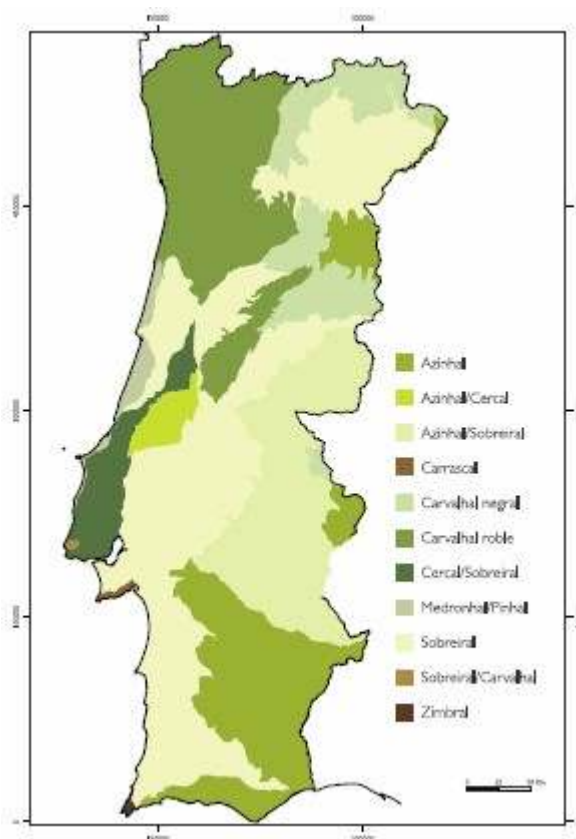 Azinhal
Azinhal/Cercal
Azinhal/Sobreiral
Carrascal
Carvalhal negral
Carvalhal roble
Cercal/Sobreiral
Medronhal/Pinhal
Sobreiral
Sobreiral/Carvalhal
Zimbral